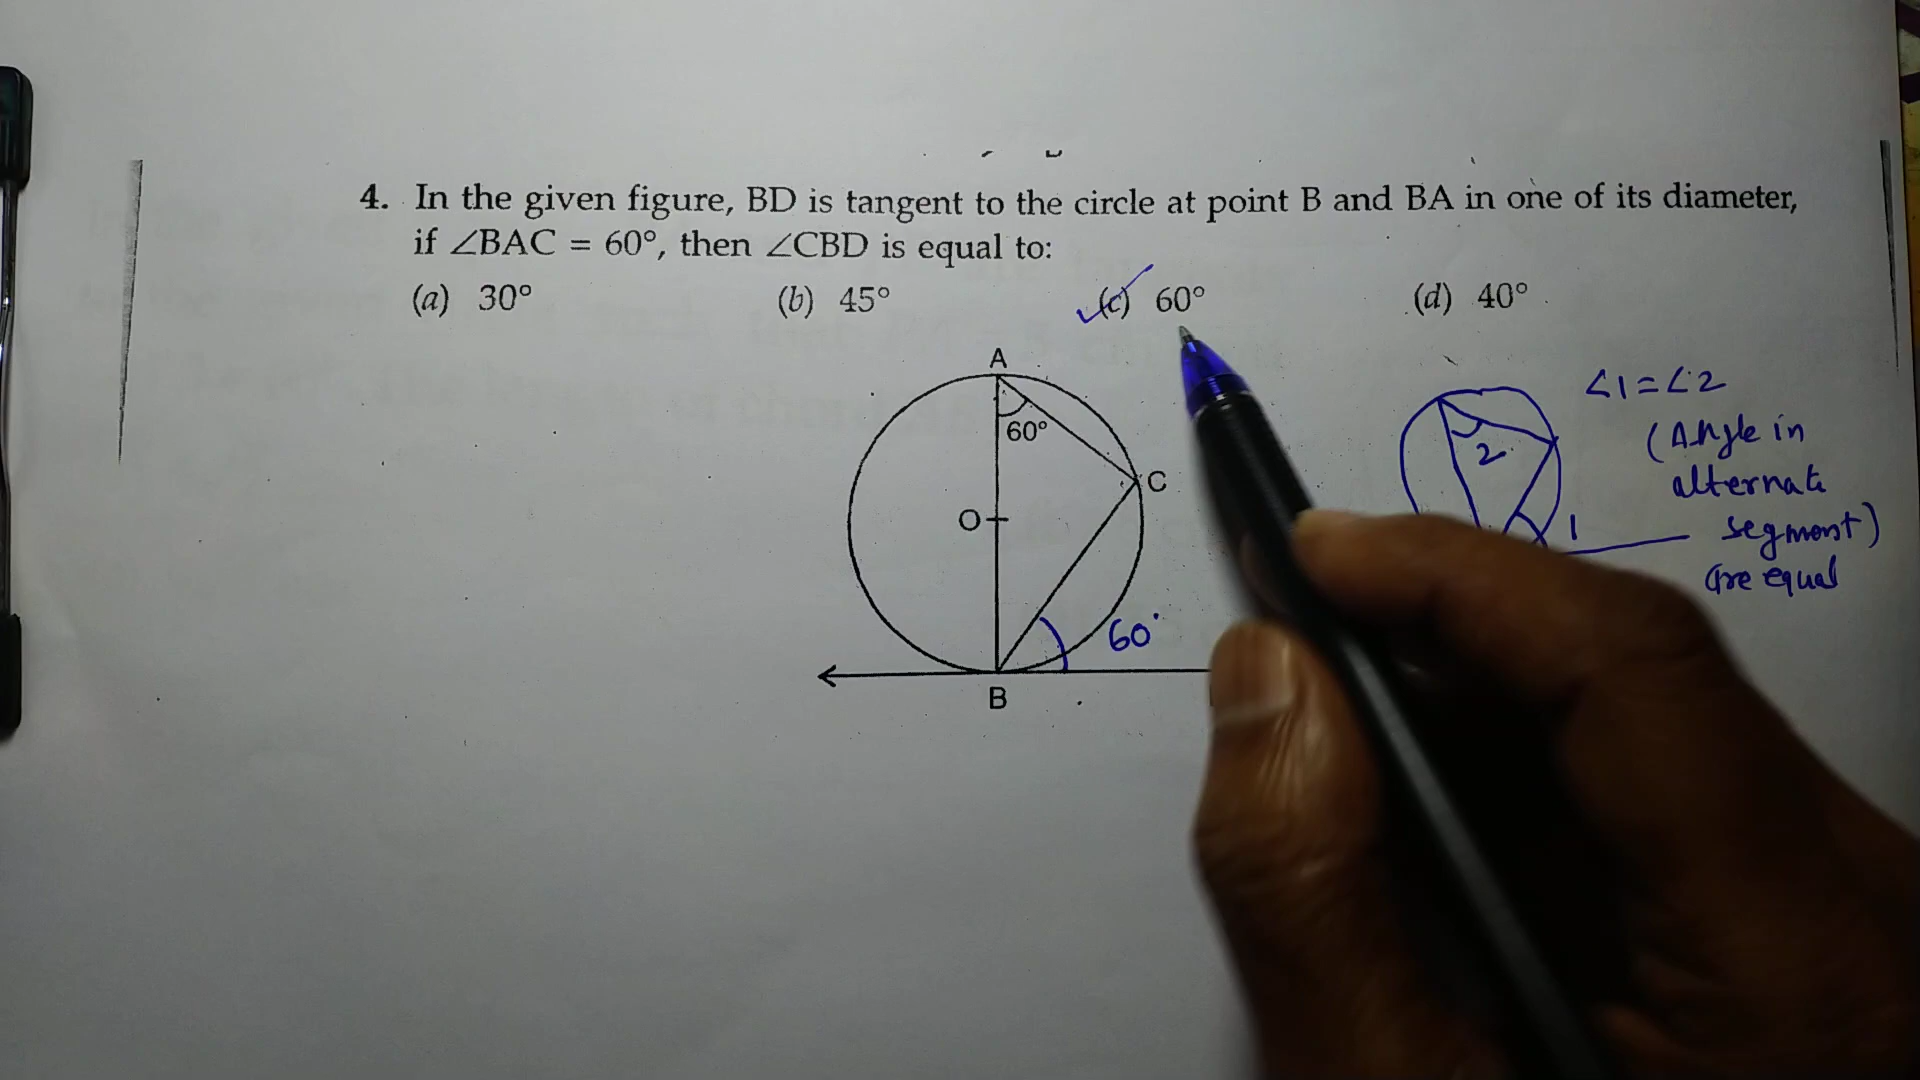 4. In the given figure, BD is tangent to the circle at point B and BA in one of its diameter,
if ∠BAC = 60°, then ∠CBD is equal to:
(a) 30° (b) 45° (c) 60° (d) 40°
A
60°
C
O
B
60°
∠1=∠2
(Angle in
alternate
segment)
are equal
2
1